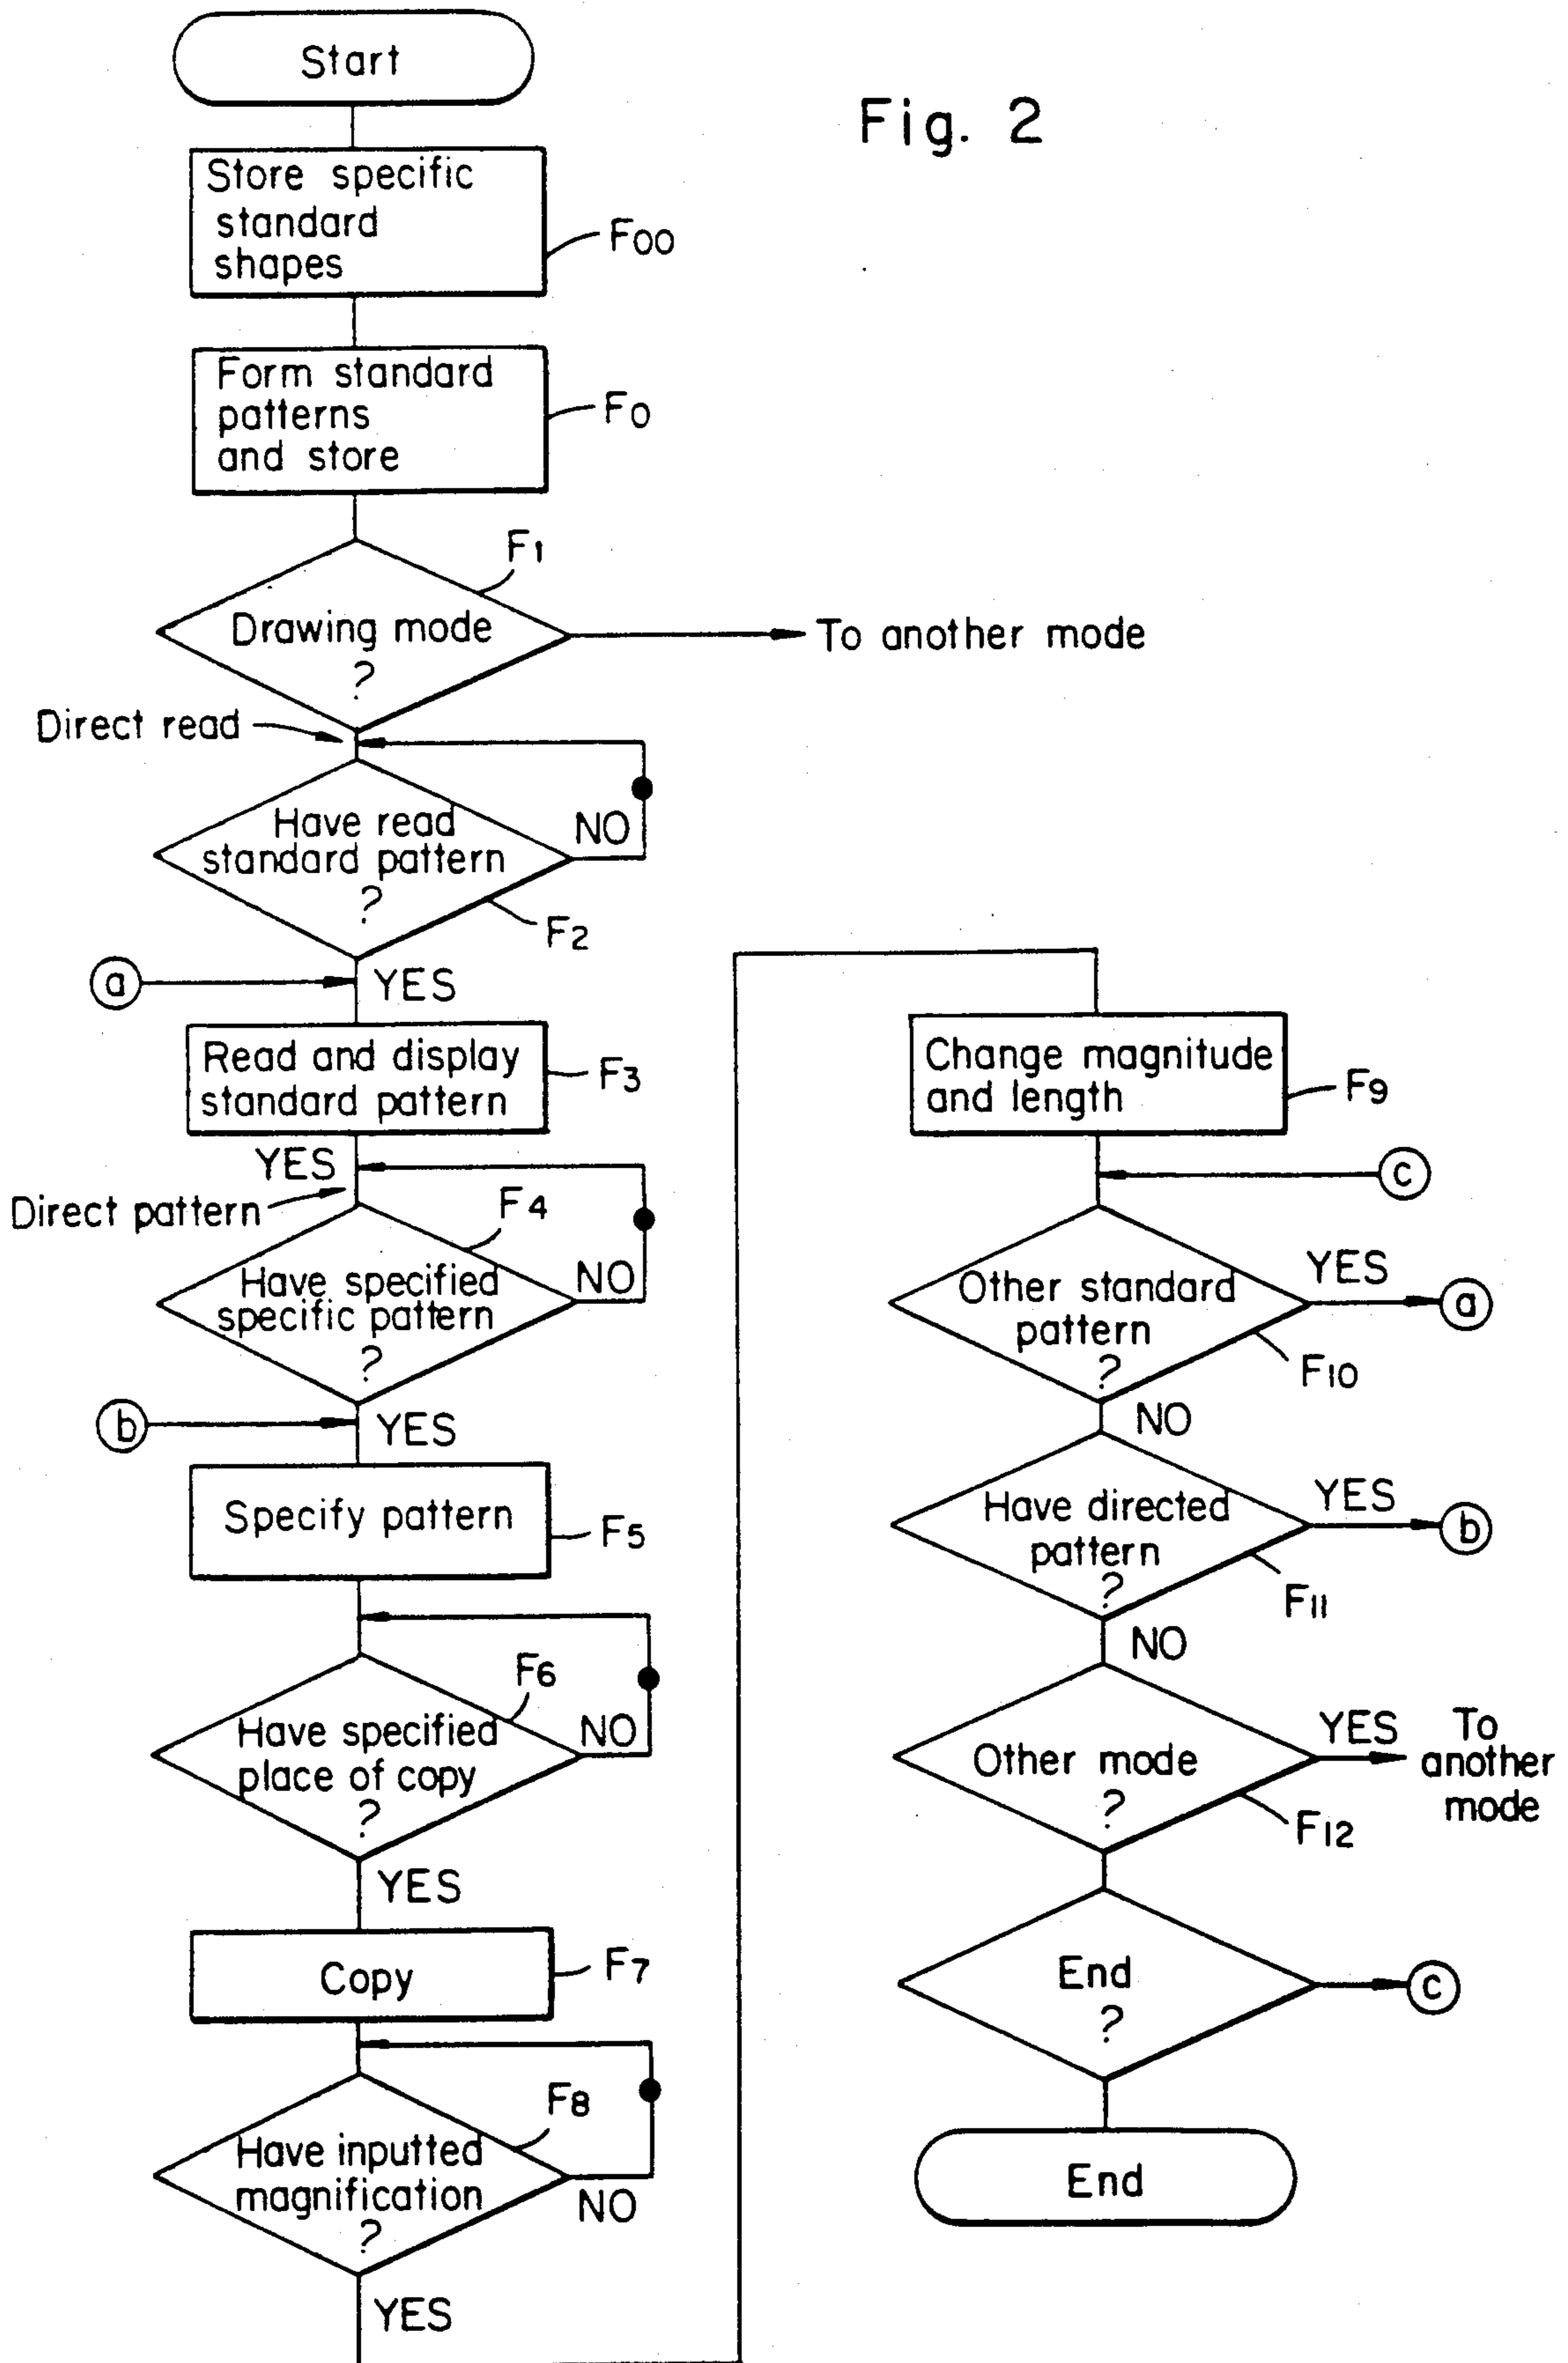 Fig. 2
Start
Store specific
standard
shapes
F00
Form standard
patterns
and store
F0
F1
Drawing mode
?
To another mode
Direct read
Have read
standard pattern
?
NO
F2
a
YES
Read and display
standard pattern
F3
YES
Direct pattern
F4
Have specified
specific pattern
?
NO
b
YES
Specify pattern
F5
F6
Have specified
place of copy
?
NO
YES
Copy
F7
F8
Have inputted
magnification
?
NO
YES
Change magnitude
and length
F9
c
Other standard
pattern
?
YES
a
F10
NO
Have directed
pattern
?
YES
b
F11
NO
Other mode
?
YES
To
another
mode
F12
End
?
c
End